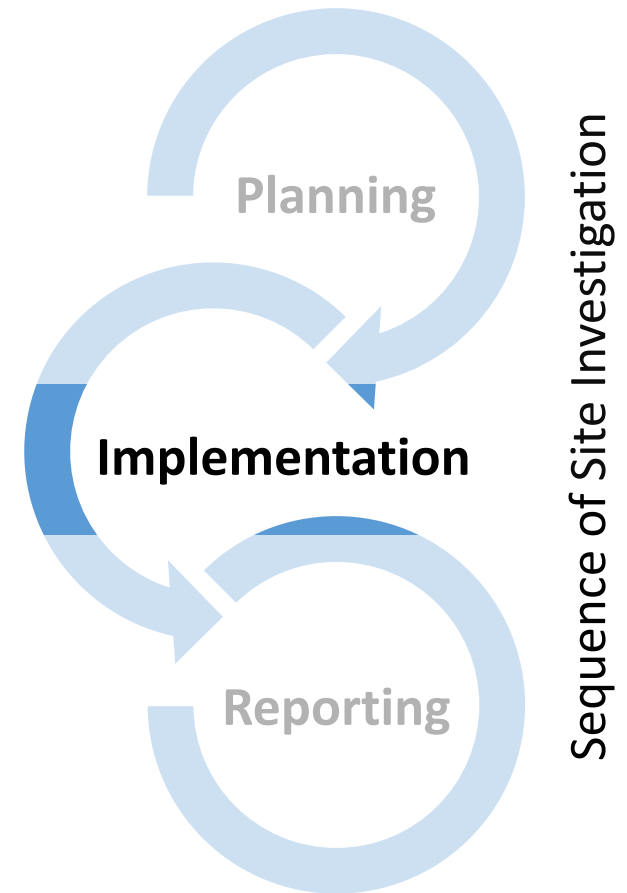 Planning
Implementation
Reporting
Sequence of Site Investigation